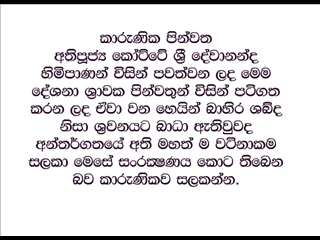 කාරුණික පින්වත
අතිපූජ්‍ය කෝට්ටේ ශ්‍රී දේවානන්ද
හිමිපාණන් විසින් පවත්වන ලද මෙම
දේශනා ශ්‍රාවක පින්වතුන් විසින් පටිගත
කරන ලද ඒවා වන හෙයින් බාහිර ශබ්ද
නිසා ශ්‍රවනයට බාධා ඇතිවුවද
අන්තර්ගතයේ අති මහත් ම වටිනාකම
සලකා මෙසේ සංරක්‍ෂණය කොට තිබෙන
බව කාරුණිකව සලකන්න.